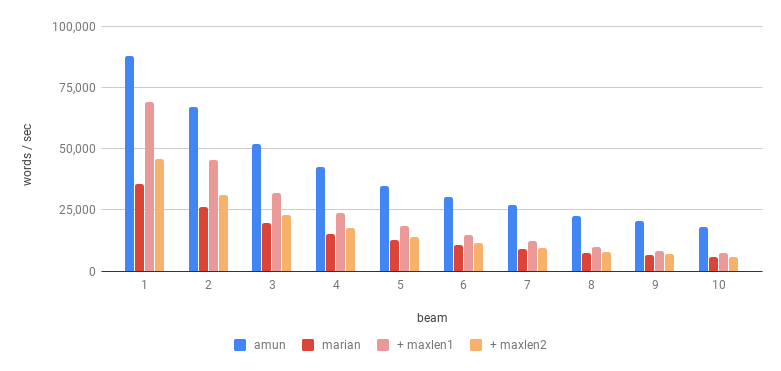 100,000
75,000
50,000
25,000
0
words / sec
1 2 3 4 5 6 7 8 9 10
beam
amun marian + maxlen1 + maxlen2